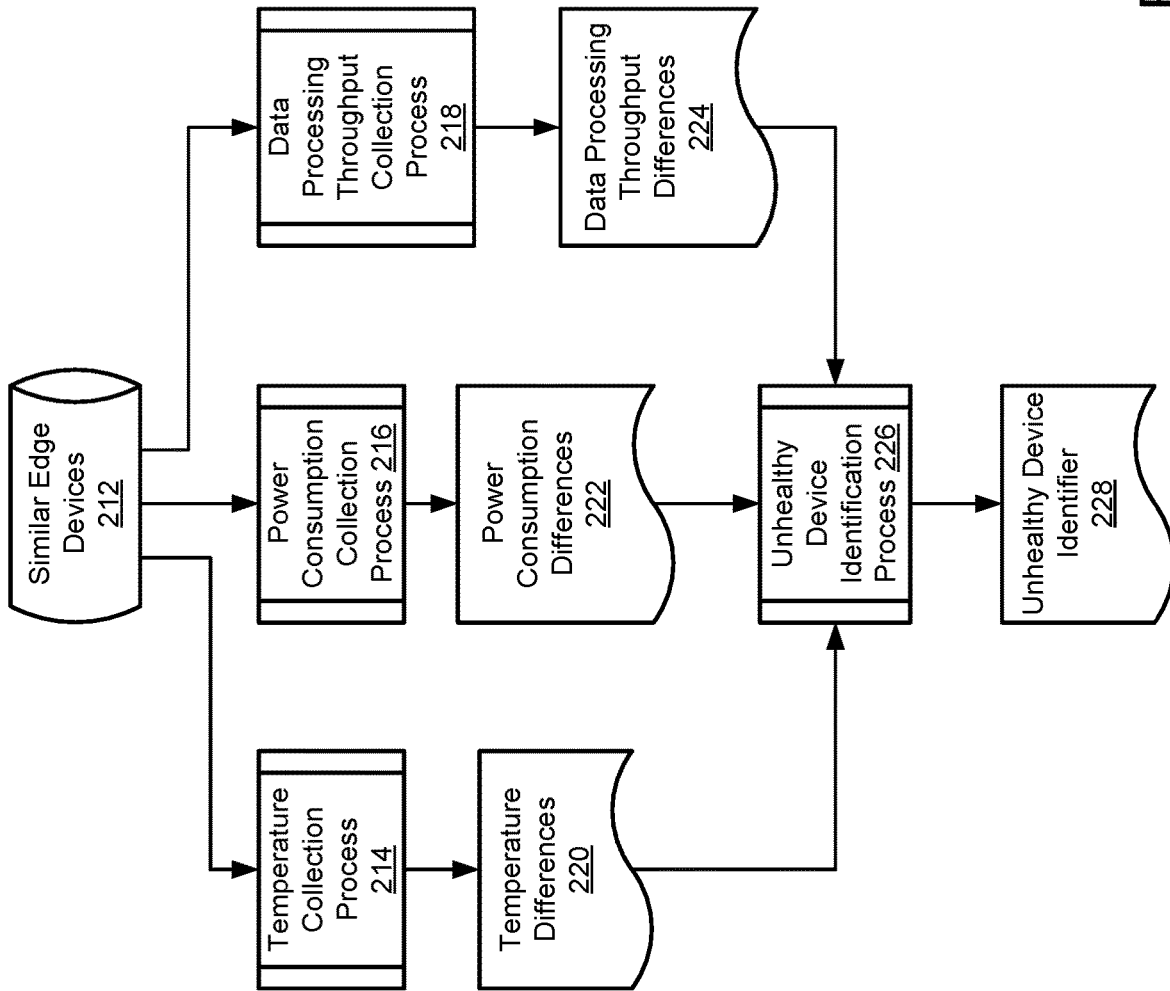 Similar Edge
Devices
212
Temperature
Collection
Process
214
Power
Consumption
Collection
Process 216
Data
Processing
Throughput
Collection
Process
218
Temperature
Differences
220
Power
Consumption
Differences
222
Data Processing
Throughput
Differences
224
Unhealthy
Device
Identification
Process 226
Unhealthy Device
Identifier
228